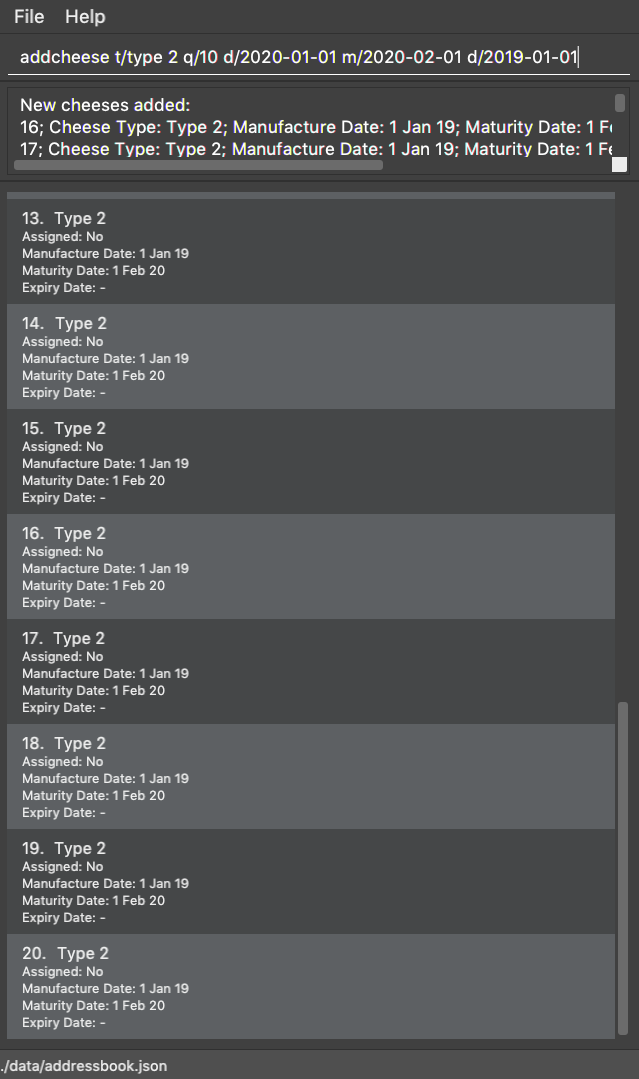 File Help
addcheese t/type 2 q/10 d/2020-01-01 m/2020-02-01 d/2019-01-01
New cheeses added:
16; Cheese Type: Type 2; Manufacture Date: 1 Jan 19; Maturity Date: 1
17; Cheese Type: Type 2; Manufacture Date: 1 Jan 19; Maturity Date: 1
13. Type 2
Assigned: No
Manufacture Date: 1 Jan 19
Maturity Date: 1 Feb 20
Expiry Date: -
14. Type 2
Assigned: No
Manufacture Date: 1 Jan 19
Maturity Date: 1 Feb 20
Expiry Date: -
15. Type 2
Assigned: No
Manufacture Date: 1 Jan 19
Maturity Date: 1 Feb 20
Expiry Date: -
16. Type 2
Assigned: No
Manufacture Date: 1 Jan 19
Maturity Date: 1 Feb 20
Expiry Date: -
17. Type 2
Assigned: No
Manufacture Date: 1 Jan 19
Maturity Date: 1 Feb 20
Expiry Date: -
18. Type 2
Assigned: No
Manufacture Date: 1 Jan 19
Maturity Date: 1 Feb 20
Expiry Date: -
19. Type 2
Assigned: No
Manufacture Date: 1 Jan 19
Maturity Date: 1 Feb 20
Expiry Date: -
20. Type 2
Assigned: No
Manufacture Date: 1 Jan 19
Maturity Date: 1 Feb 20
Expiry Date: -
./data/addressbook.json